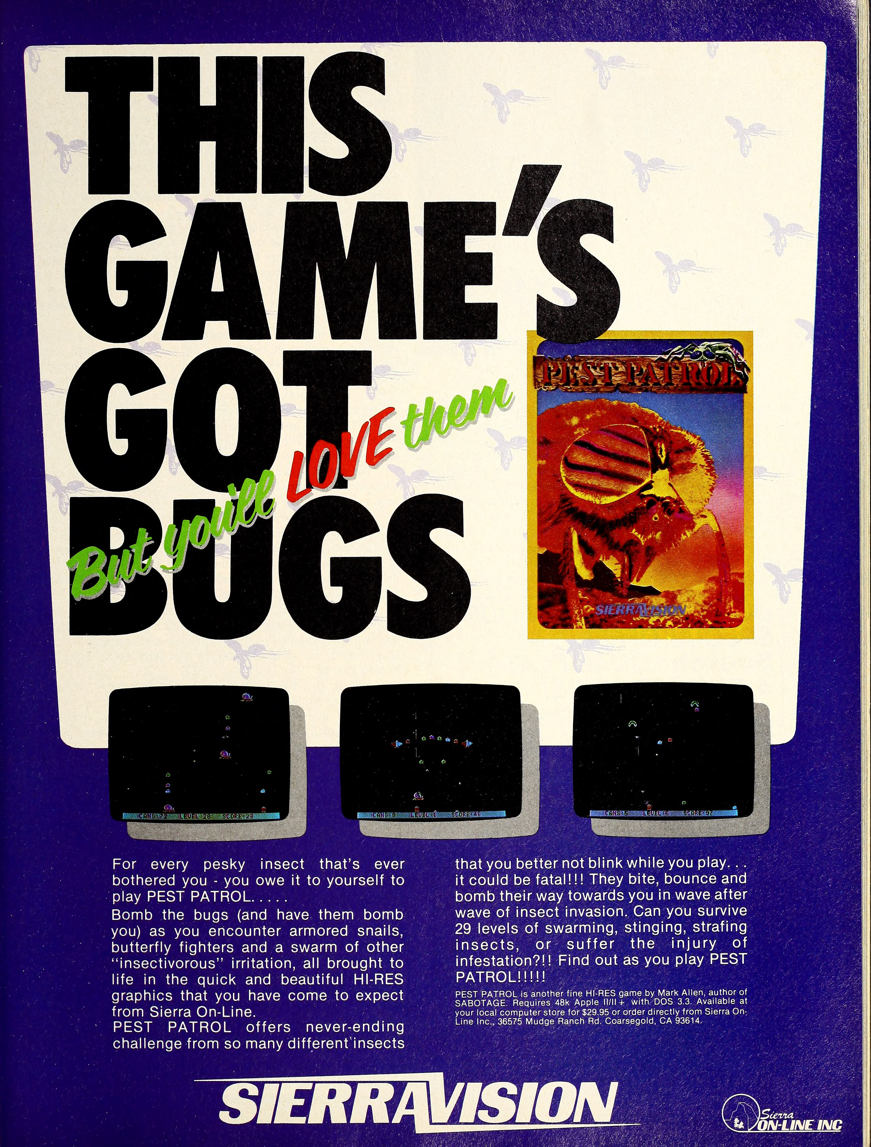 THIS
GAME'S
GOT
But you'll LOVE them
BUGS
PEST PATROL
SIERRAVISION
LEVEL
SCORE
LEVEL
SCORE
LEVEL
SCORE-97
For every pesky insect that's ever
bothered you - you owe it to yourself to
play PEST PATROL.....
Bomb the bugs (and have them bomb
you) as you encounter armored snails,
butterfly fighters and a swarm of other
"insectivorous" irritation, all brought to
life in the quick and beautiful HI-RES
graphics that you have come to expect
from Sierra On-Line.
PEST PATROL offers never-ending
challenge from so many different insects
that you better not blink while you play...
it could be fatal!!! They bite, bounce and
bomb their way towards you in wave after
wave of insect invasion. Can you survive
29 levels of swarming, stinging, strafing
insects, or suffer the injury of
infestation?!! Find out as you play PEST
PATROL!!!!!
PEST PATROL is another fine HI-RES game by Mark Allen, author of
SABOTAGE. Requires 48k Apple II/II+, with DOS 3.3. Available at
your local computer store for $29.95 or order directly from Sierra On-
Line Inc., 36575 Mudge Ranch Rd. Coarsegold, CA 93614.
SIERRAVISION
Sierra
ON-LINE INC